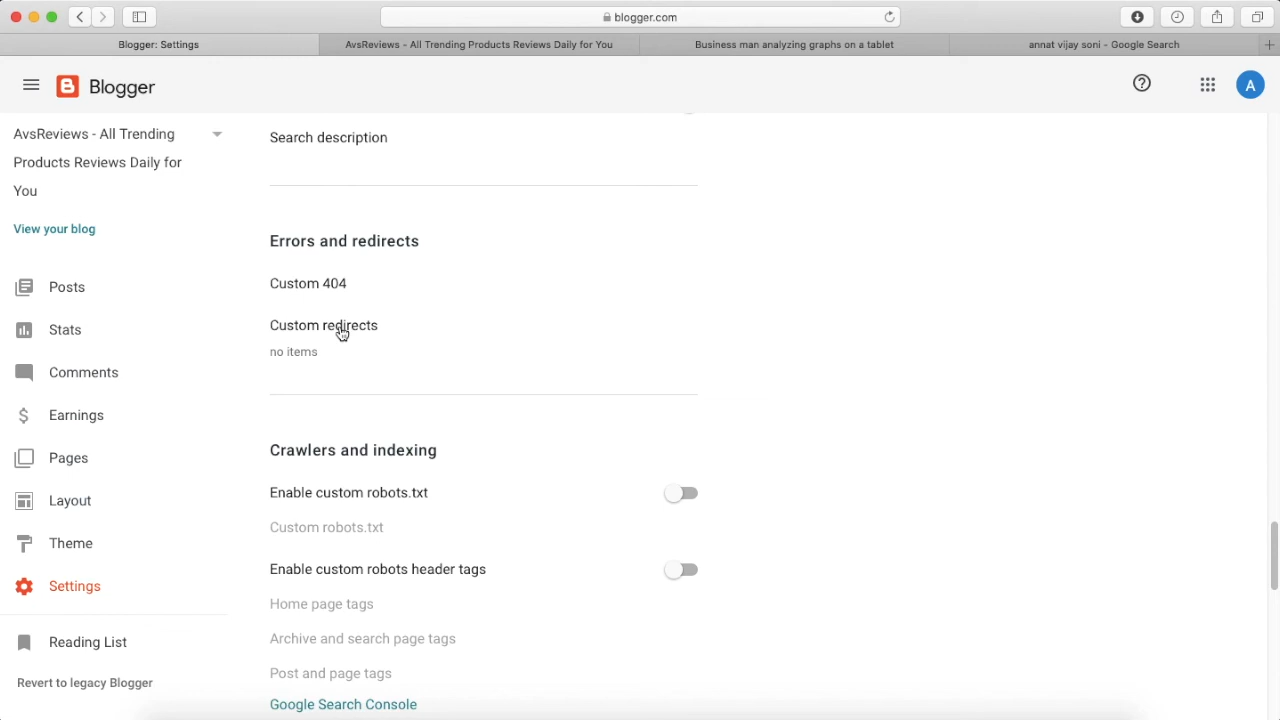 blogger.com
Blogger: Settings
AvsReviews - All Trending Products Reviews Daily for You
Business man analyzing graphs on a tablet
annat vijay soni - Google Search
Blogger
A
AvsReviews - All Trending
Products Reviews Daily for
You
View your blog
Posts
Stats
Comments
Earnings
Pages
Layout
Theme
Settings
Reading List
Revert to legacy Blogger
Search description
Errors and redirects
Custom 404
Custom redirects
no items
Crawlers and indexing
Enable custom robots.txt
Custom robots.txt
Enable custom robots header tags
Home page tags
Archive and search page tags
Post and page tags
Google Search Console